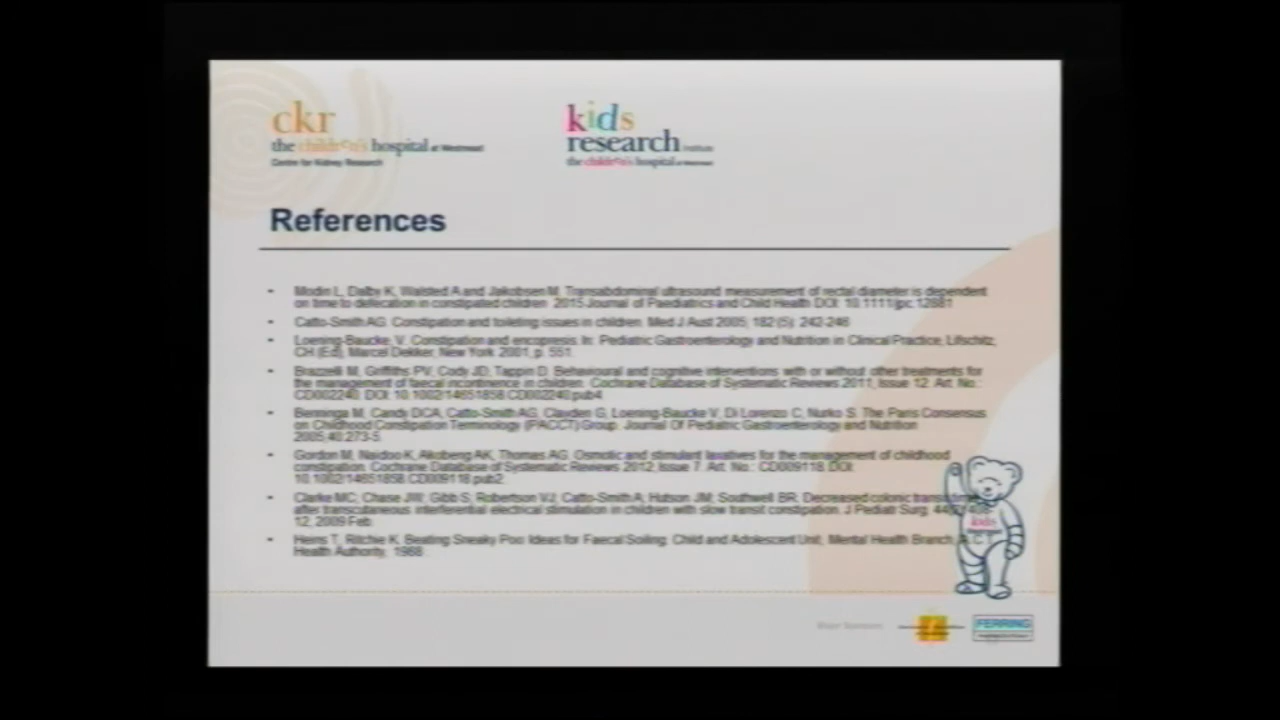 ckr
the children's hospital at Westmead
Centre for Kidney Research
kids
research institute
the children's hospital at Westmead
References
Modin L, Dalby K, Walsted A and Jakobsen M. Transabdominal ultrasound measurement of rectal diameter is dependent
on time to defecation in constipated children 2015 Journal of Paediatrics and Child Health DOI: 10.1111/jpc.12881
Catto-Smith AG. Constipation and toileting issues in children. Med J Aust 2005; 182 (5): 242-246
Loening-Baucke, V. Constipation and encopresis. In: Pediatric Gastroenterology and Nutrition in Clinical Practice, Lifschitz,
CH (Ed), Marcel Dekker, New York 2001, p. 551.
Brazzelli M, Griffiths PV, Cody JD, Tappin D. Behavioural and cognitive interventions with or without other treatments for
the management of faecal incontinence in children. Cochrane Database of Systematic Reviews 2011, Issue 12. Art. No.:
CD002240. DOI: 10.1002/14651858.CD002240.pub4.
Benninga M, Candy DCA, Catto-Smith AG, Clayden G, Loening-Baucke V, Di Lorenzo C, Nurko S. The Paris Consensus
on Childhood Constipation Terminology (PACCT) Group. Journal Of Pediatric Gastroenterology and Nutrition
2005;40:273-5.
Gordon M, Naidoo K, Akobeng AK, Thomas AG. Osmotic and stimulant laxatives for the management of childhood
constipation. Cochrane Database of Systematic Reviews 2012, Issue 7. Art. No.: CD009118. DOI:
10.1002/14651858.CD009118.pub2.
Clarke MC; Chase JW; Gibb S; Robertson VJ; Catto-Smith A; Hutson JM; Southwell BR. Decreased colonic
after transcutaneous interferential electrical stimulation in children with slow transit constipation. J Pediatr Surg.
12, 2009 Feb.
Heins T, Ritchie K. Beating Sneaky Poo: Ideas for Faecal Soiling. Child and Adolescent Unit, Mental Health Branch, A.C.T.
Health Authority. 1988
kids
Major Sponsors
FERRING
PHARMACEUTICALS